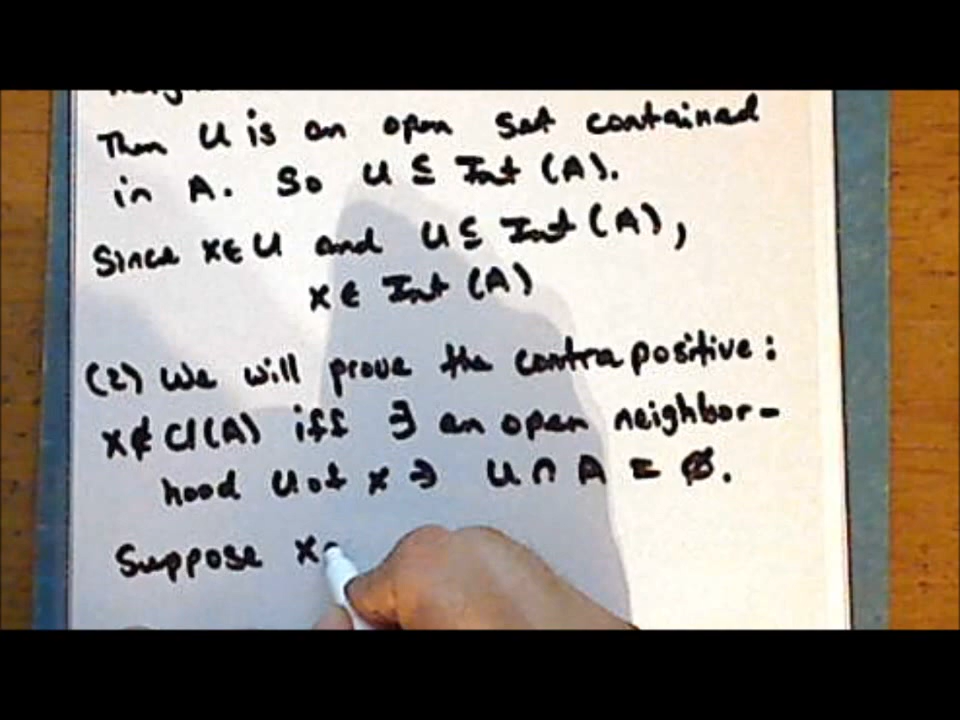 Then U is an open set contained
in A. So U ⊆ Int (A).
Since x ∈ U and U ⊆ Int (A),
x ∈ Int (A)
(2) We will prove the contrapositive:
x ∉ Cl(A) iff ∃ an open neighbor-
hood U of x ∋ U ∩ A = ∅.
Suppose x